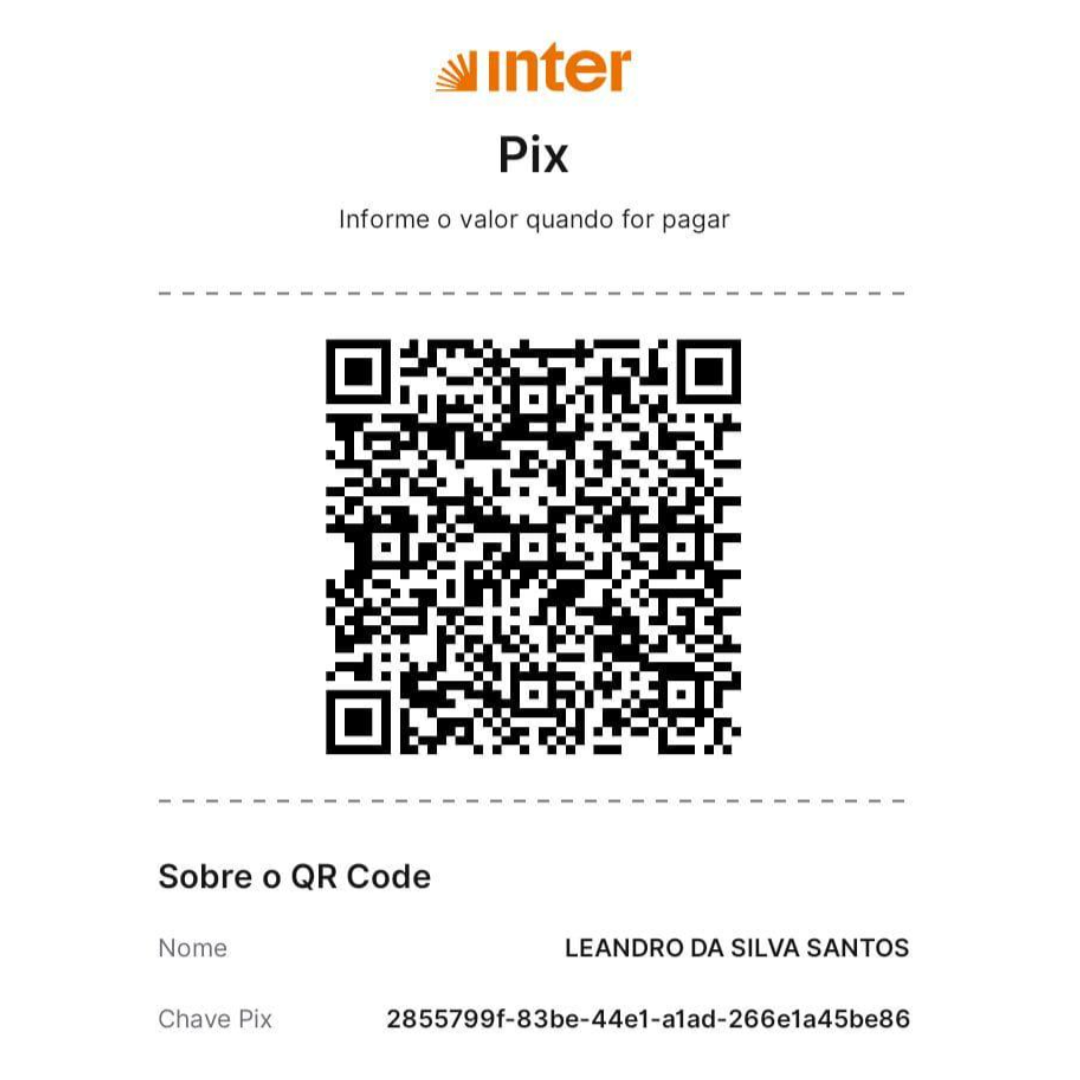 inter
Pix
Informe o valor quando for pagar
Sobre o QR Code
Nome LEANDRO DA SILVA SANTOS
Chave Pix 2855799f-83be-44e1-a1ad-266e1a45be86